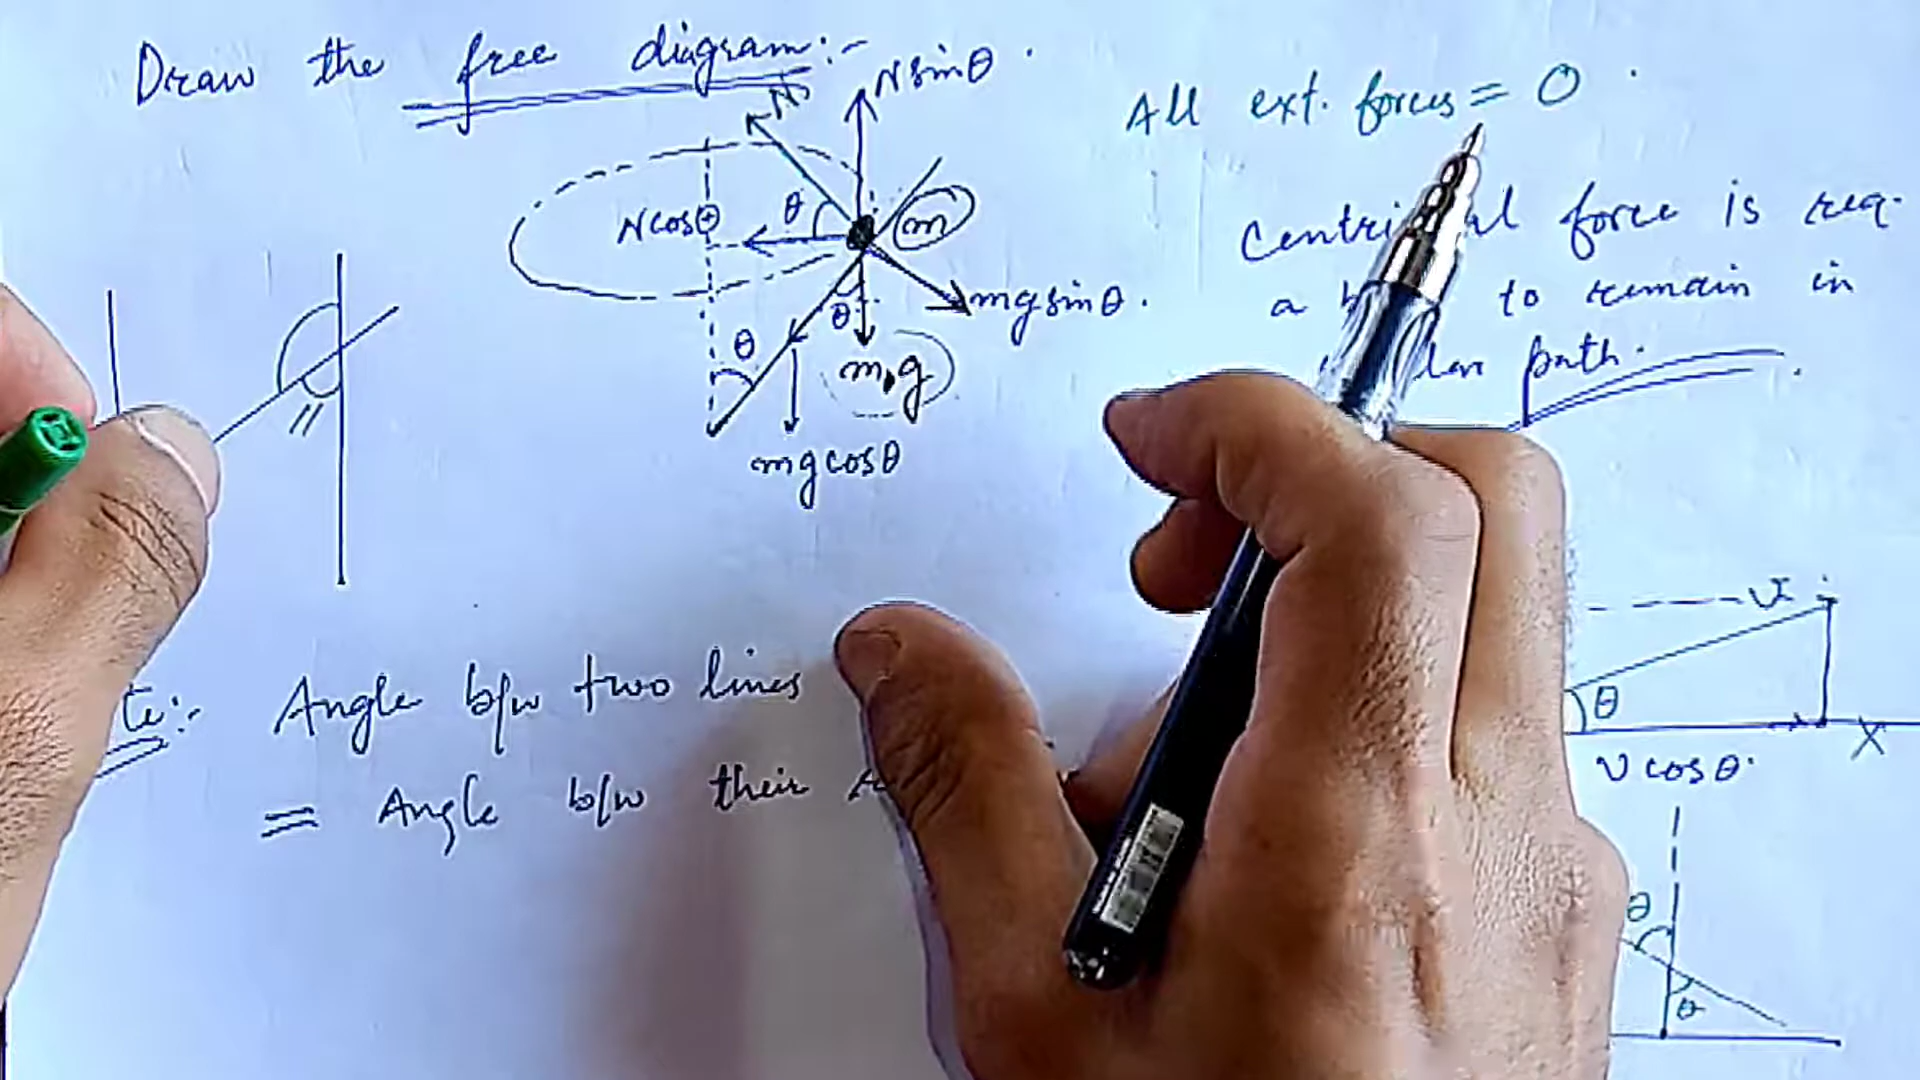 Draw the free diagram:-
N
N sinθ .
N cosθ
θ
m
mg sinθ .
θ
θ
mg
mg cosθ
All ext. forces = 0 .
force is req.
a to remain in
path.
Angle b/w two lines
= Angle b/w their
θ
X
V cosθ .
θ
θ